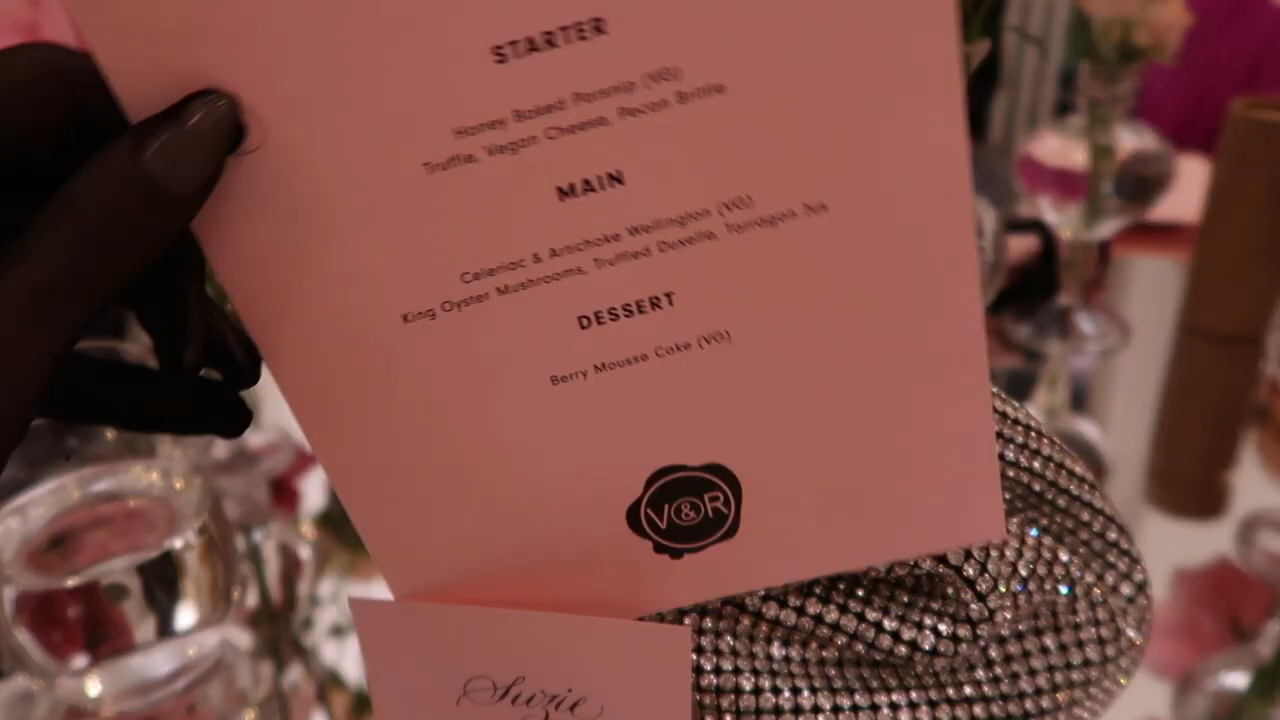 STARTER
Honey Baked Parsnip (VG)
Truffle, Vegan Cheese, Pecan Brittle
MAIN
Celeriac & Artichoke Wellington (VG)
King Oyster Mushrooms, Truffled Duxelle, Tarragon Jus
DESSERT
Berry Mousse Cake (VG)
V&R
Suzie